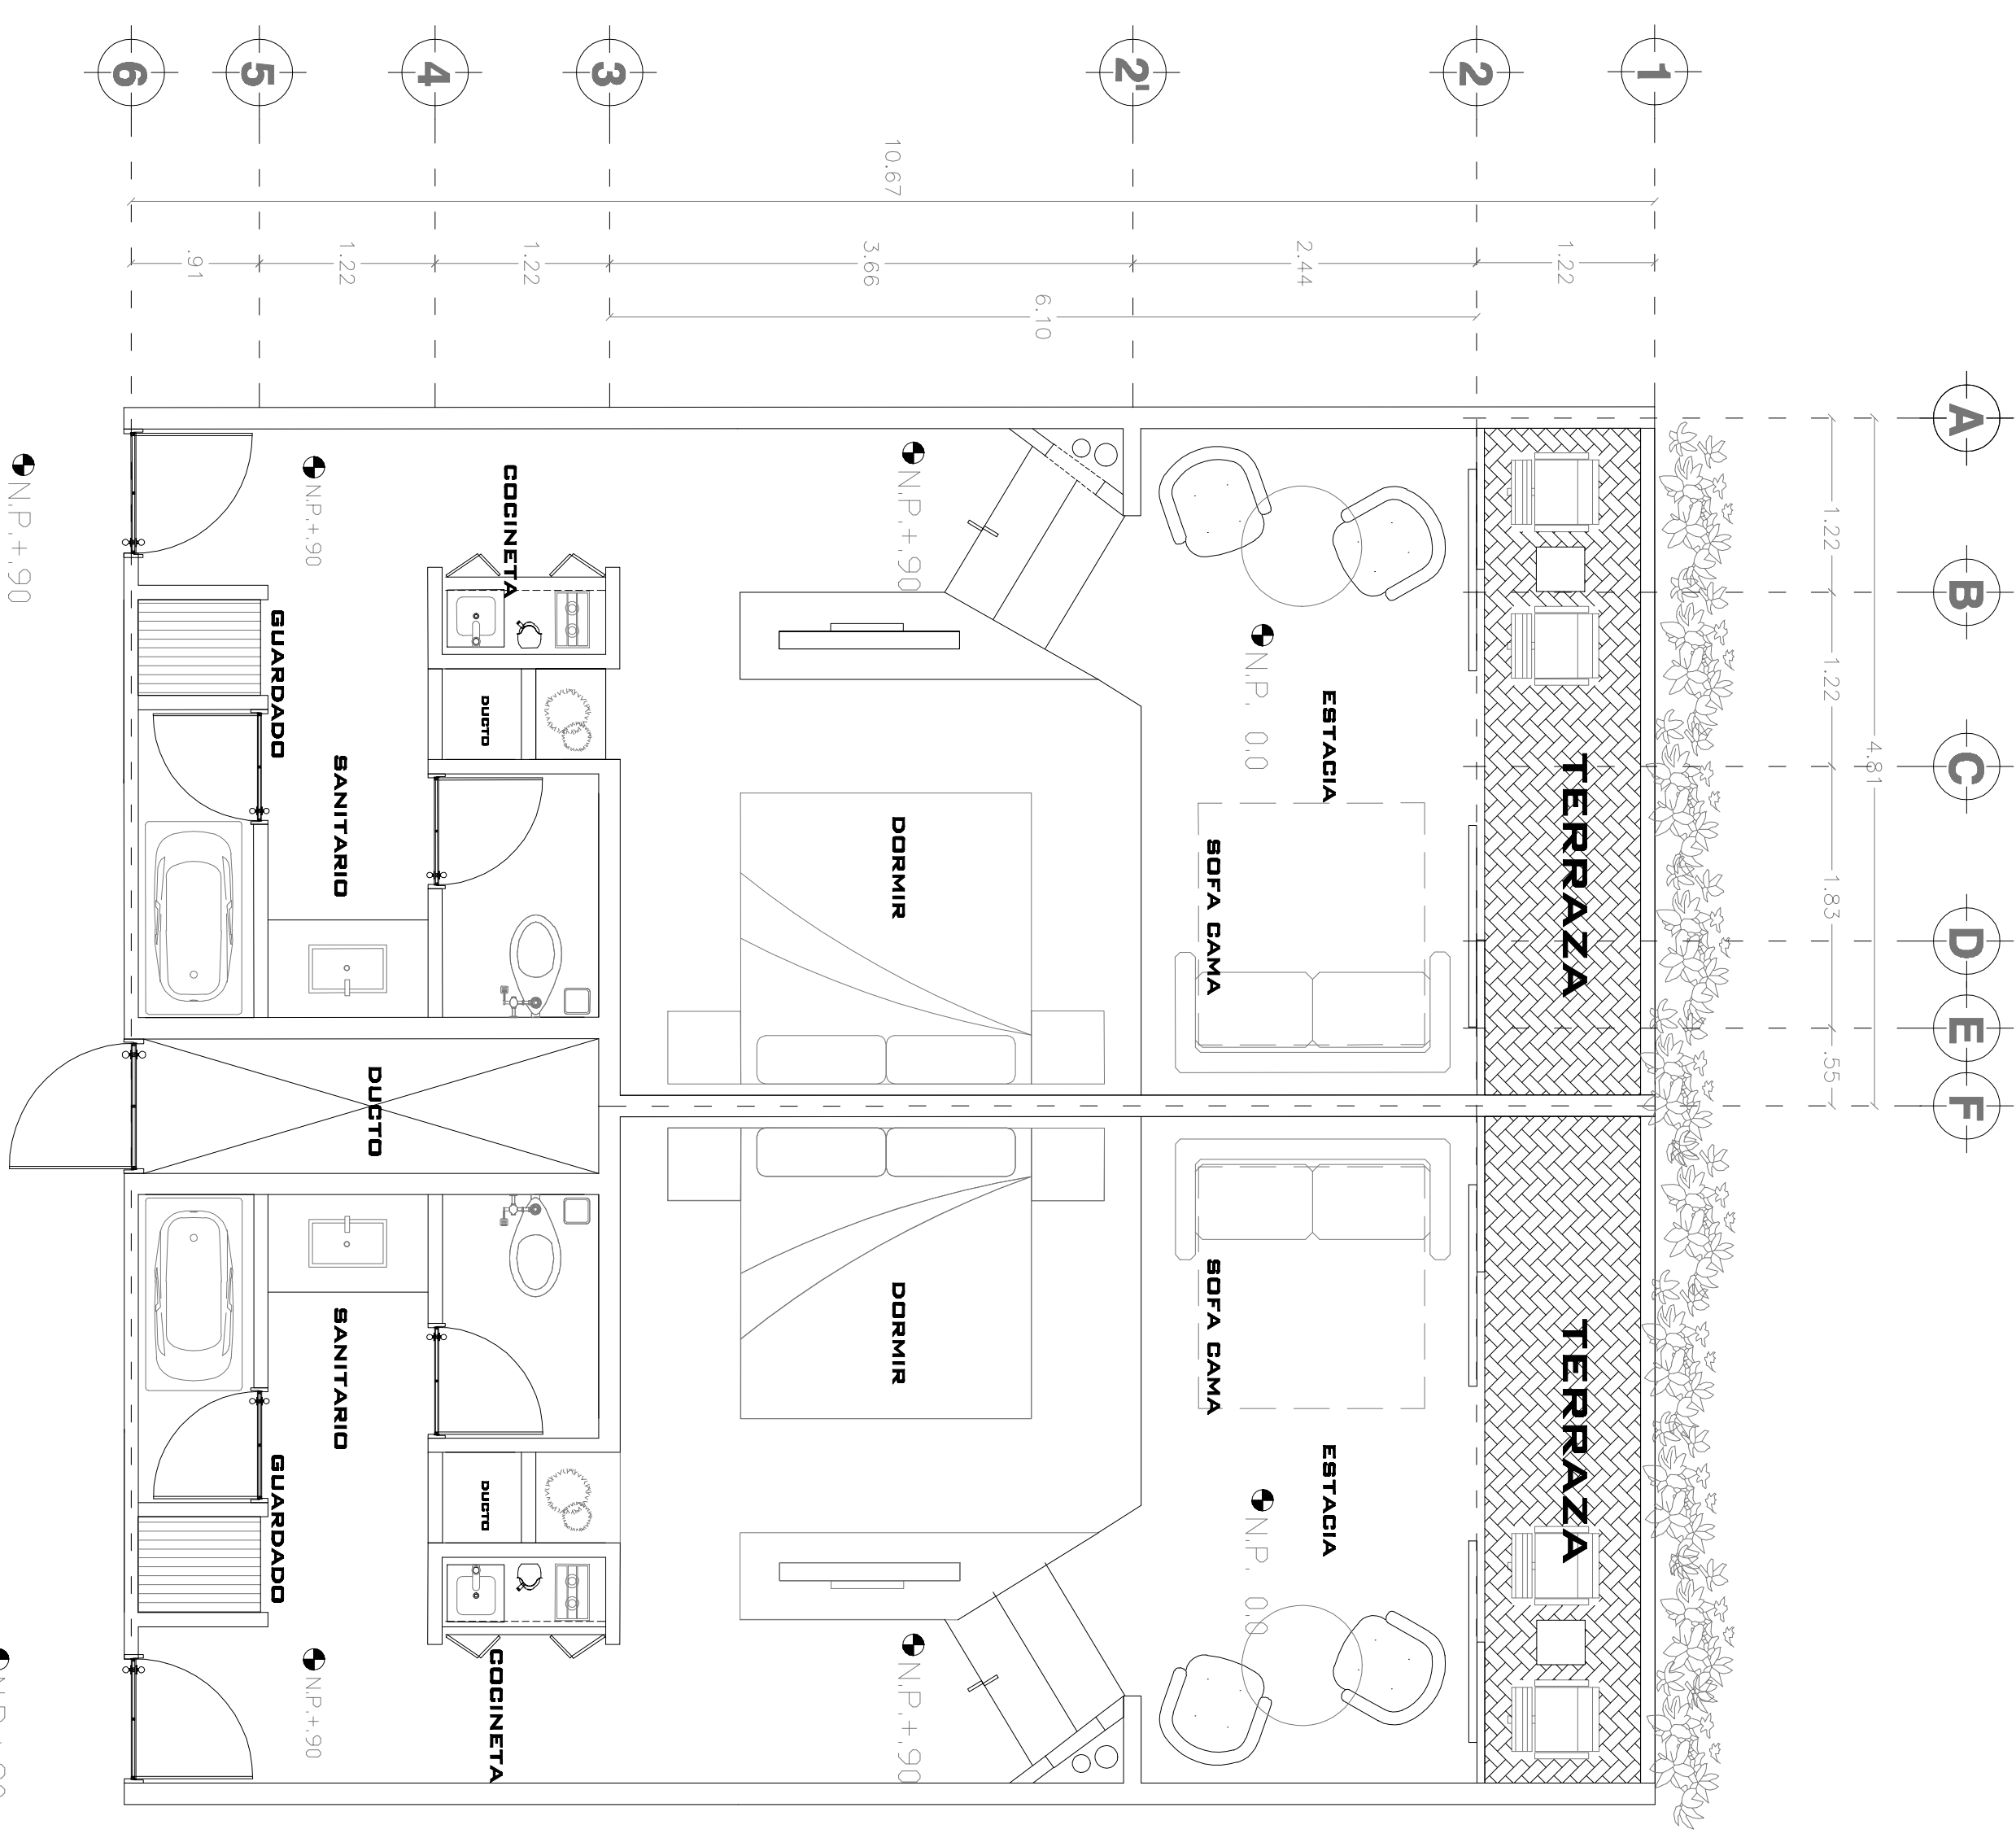 6
5
4
3
2'
2
1
10.67
.91
1.22
1.22
3.66
2.44
1.22
6.10
A
B
C
D
E
F
1.22
1.22
1.83
.55
4.81
N.P.+.90
N.P.+.90
COCINETA
N.P.+.90
GUARDADO
DUCTO
N.P. 0.0
ESTACIA
SANITARIO
DORMIR
SOFA CAMA
TERRAZA
DUCTO
SANITARIO
DORMIR
SOFA CAMA
TERRAZA
ESTACIA
GUARDADO
DUCTO
N.P. 0.0
COCINETA
N.P.+.90
N.P.+.90